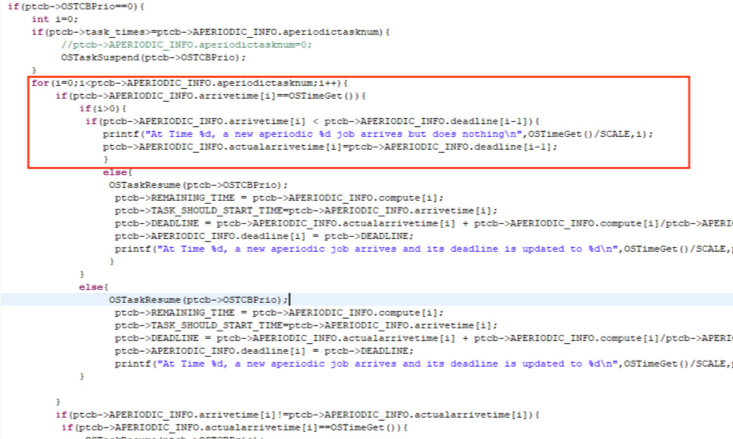 if(ptcb->OSTCBPrio==0){
int i=0;
if(ptcb->task_times>=ptcb->APERIODIC_INFO.aperiodictasknum){
//ptcb->APERIODIC_INFO.aperiodictasknum=0;
OSTaskSuspend(ptcb->OSTCBPrio);
}
for(i=0;i<ptcb->APERIODIC_INFO.aperiodictasknum;i++){
if(ptcb->APERIODIC_INFO.arrivetime[i]==OSTimeGet()){
if(i>0){
if(ptcb->APERIODIC_INFO.arrivetime[i] < ptcb->APERIODIC_INFO.deadline[i-1]){
printf("At Time %d, a new aperiodic %d job arrives but does nothing\n",OSTimeGet()/SCALE,i);
ptcb->APERIODIC_INFO.actualarrivetime[i]=ptcb->APERIODIC_INFO.deadline[i-1];
}
else{
OSTaskResume(ptcb->OSTCBPrio);
ptcb->REMAINING_TIME = ptcb->APERIODIC_INFO.compute[i];
ptcb->TASK_SHOULD_START_TIME=ptcb->APERIODIC_INFO.arrivetime[i];
ptcb->DEADLINE = ptcb->APERIODIC_INFO.actualarrivetime[i] + ptcb->APERIODIC_INFO.compute[i]/ptcb->APERI
ptcb->APERIODIC_INFO.deadline[i] = ptcb->DEADLINE;
printf("At Time %d, a new aperiodic job arrives and its deadline is updated to %d\n",OSTimeGet()/SCALE,
}
}
else{
OSTaskResume(ptcb->OSTCBPrio);
ptcb->REMAINING_TIME = ptcb->APERIODIC_INFO.compute[i];
ptcb->TASK_SHOULD_START_TIME=ptcb->APERIODIC_INFO.arrivetime[i];
ptcb->DEADLINE = ptcb->APERIODIC_INFO.actualarrivetime[i] + ptcb->APERIODIC_INFO.compute[i]/ptcb->APERI
ptcb->APERIODIC_INFO.deadline[i] = ptcb->DEADLINE;
printf("At Time %d, a new aperiodic job arrives and its deadline is updated to %d\n",OSTimeGet()/SCALE,
}
}
if(ptcb->APERIODIC_INFO.arrivetime[i]!=ptcb->APERIODIC_INFO.actualarrivetime[i]){
if(ptcb->APERIODIC_INFO.actualarrivetime[i]==OSTimeGet()){